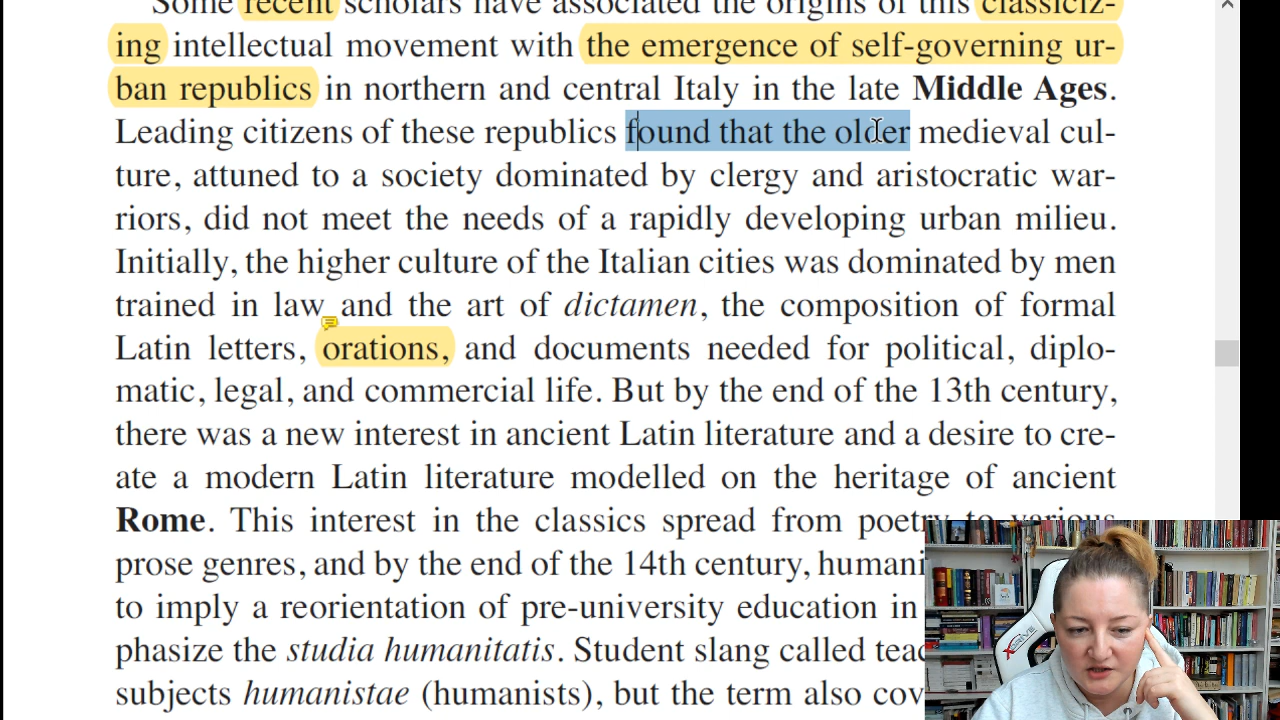 Some recent scholars have associated the origins of this classiciz-
ing intellectual movement with the emergence of self-governing ur-
ban republics in northern and central Italy in the late Middle Ages.
Leading citizens of these republics found that the older medieval cul-
ture, attuned to a society dominated by clergy and aristocratic war-
riors, did not meet the needs of a rapidly developing urban milieu.
Initially, the higher culture of the Italian cities was dominated by men
trained in law and the art of dictamen, the composition of formal
Latin letters, orations, and documents needed for political, diplo-
matic, legal, and commercial life. But by the end of the 13th century,
there was a new interest in ancient Latin literature and a desire to cre-
ate a modern Latin literature modelled on the heritage of ancient
Rome. This interest in the classics spread from poetry to various
prose genres, and by the end of the 14th century, humani
to imply a reorientation of pre-university education in
phasize the studia humanitatis. Student slang called teac
subjects humanistae (humanists), but the term also cov